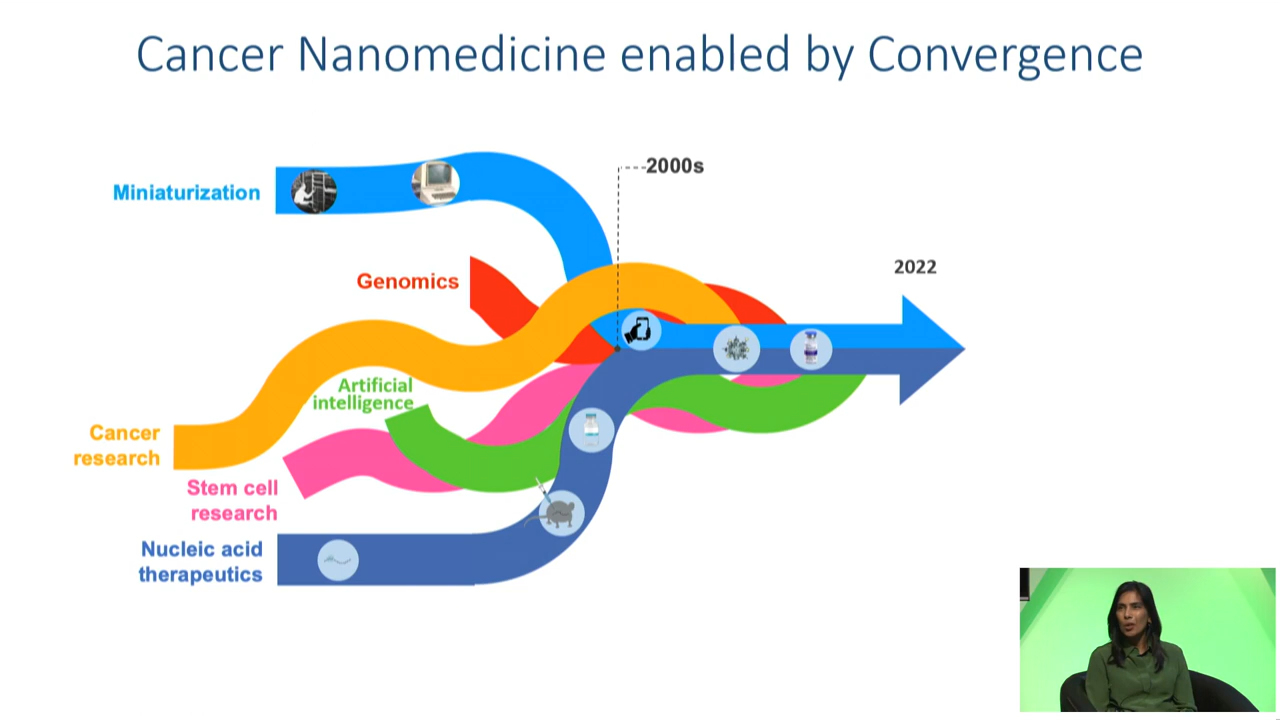 Cancer Nanomedicine enabled by Convergence
2000s
Miniaturization
2022
Genomics
Artificial
intelligence
Cancer
research
Stem cell
research
Nucleic acid
therapeutics